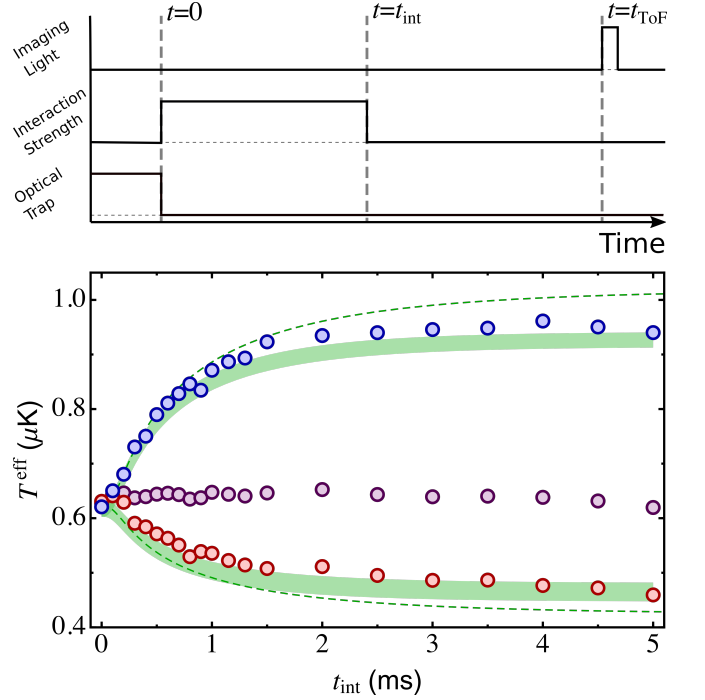 t=0
t=t_int
t=t_ToF
Imaging
Light
Interaction
Strength
Optical
Trap
Time
1.0
0.8
0.6
0.4
T^eff (μK)
0
1
2
3
4
5
t_int (ms)